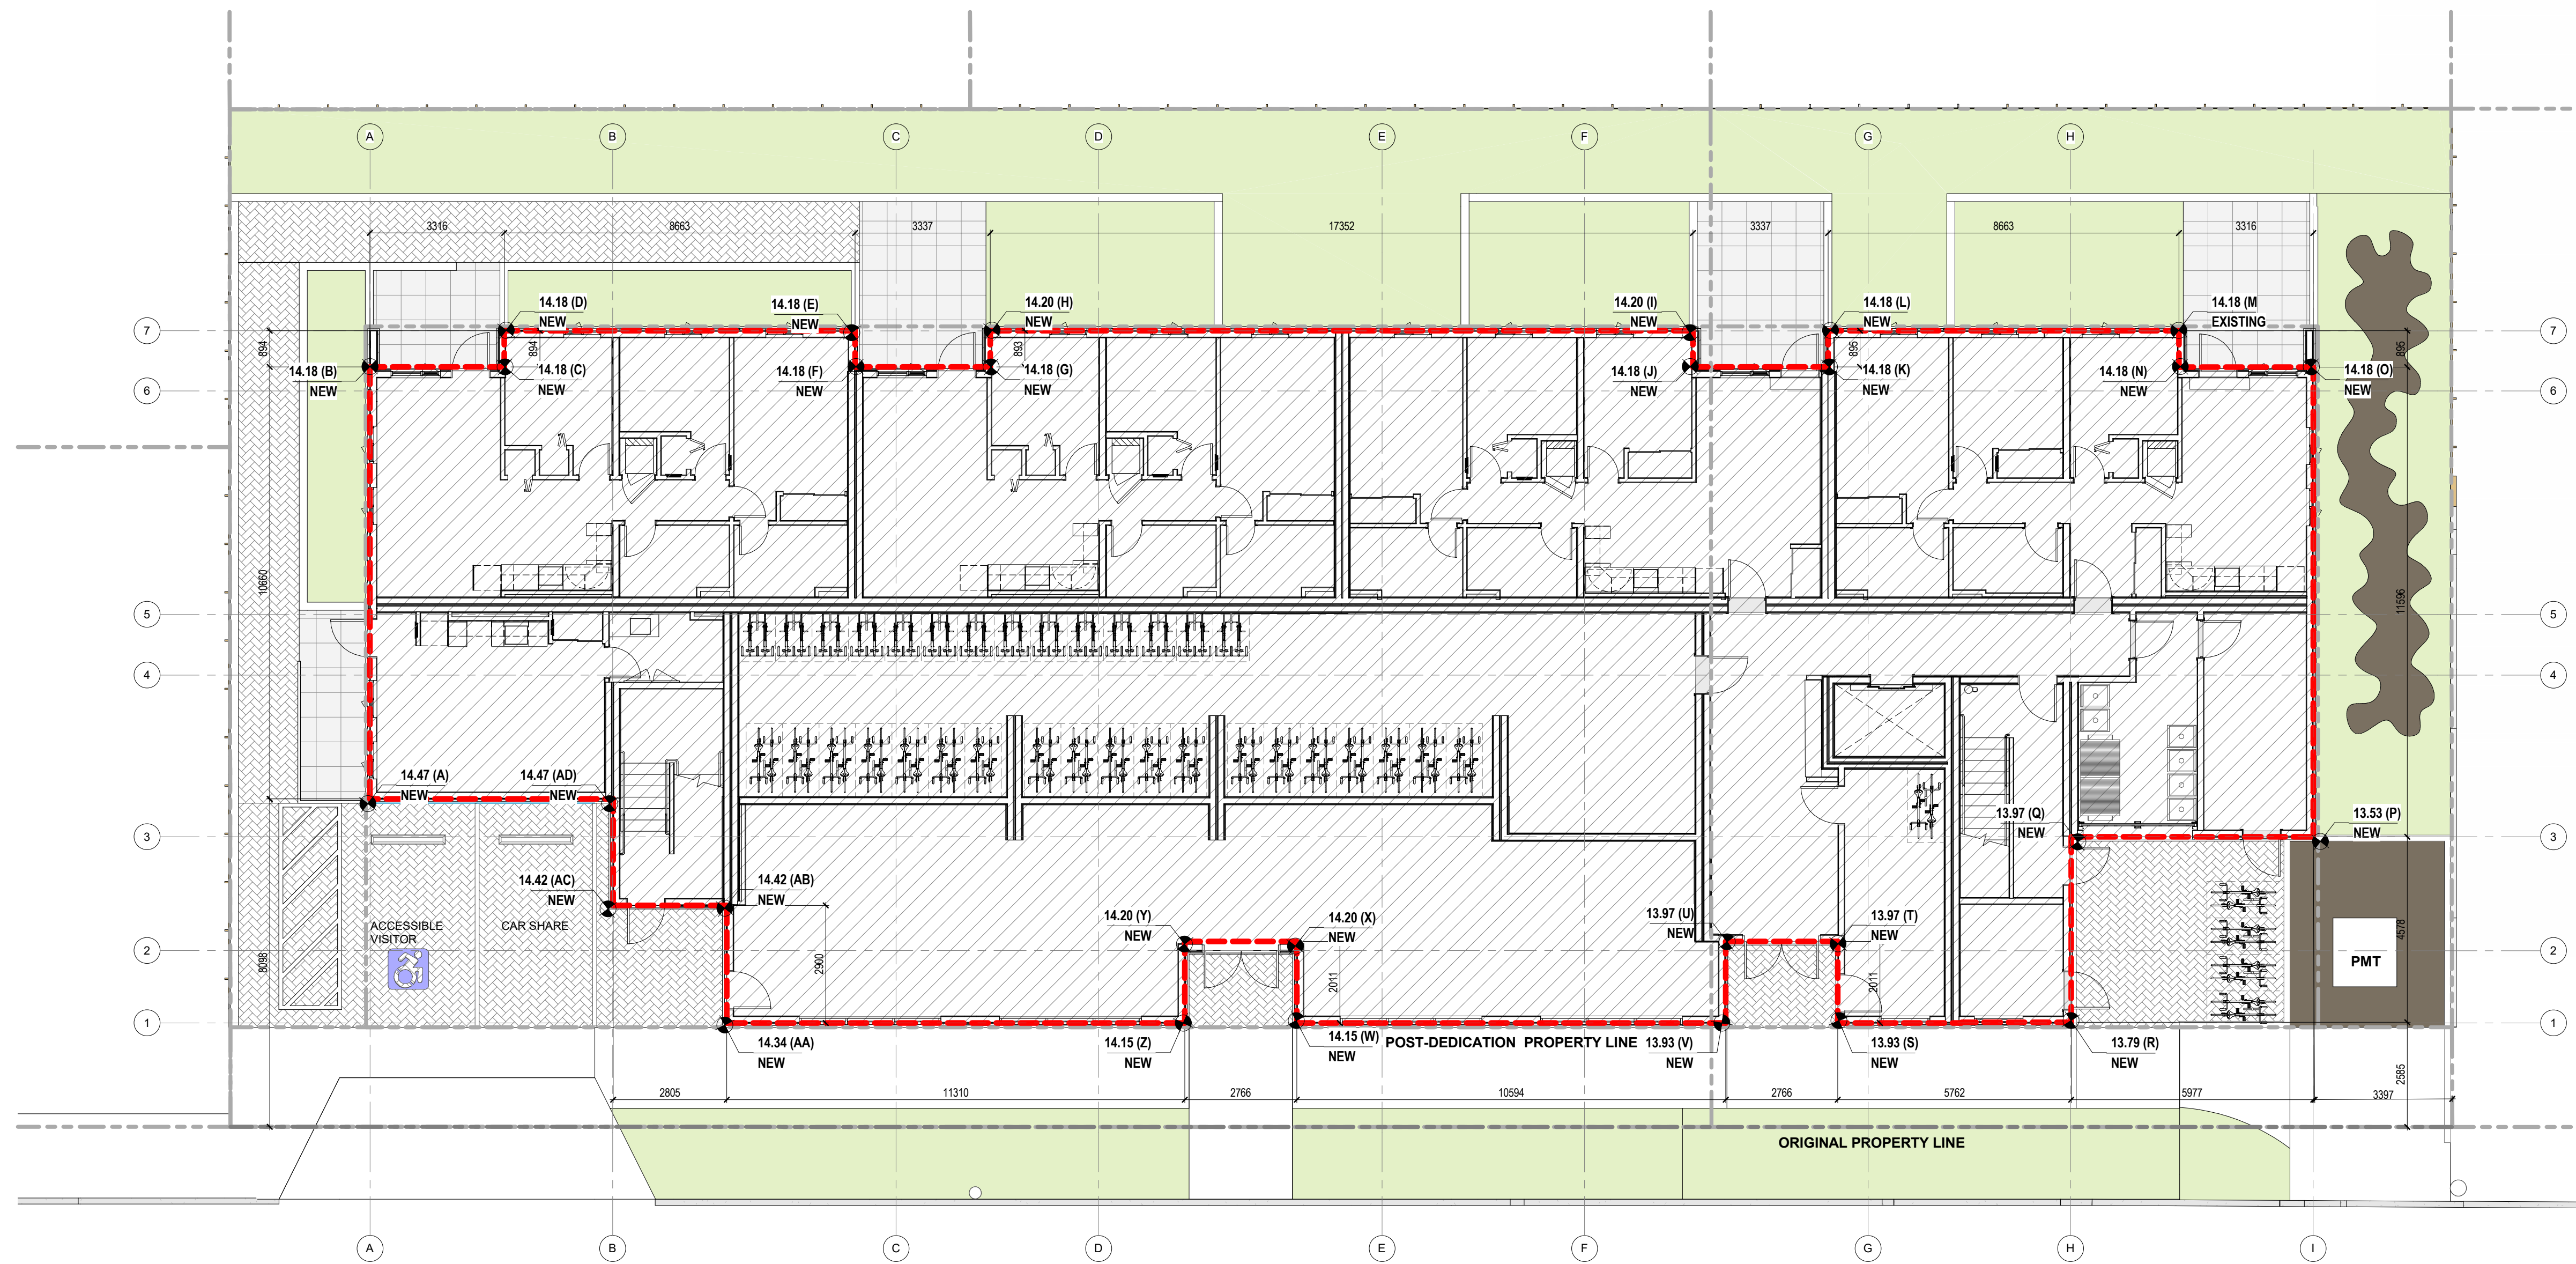 A B C D E F G H
3316 8663 3337 17352 3337 8663 3316
14.18 (D)
NEW
14.18 (E)
NEW
14.20 (H)
NEW
14.20 (I)
NEW
14.18 (L)
NEW
14.18 (M
EXISTING
7 7
894 894 893 895 895
14.18 (B)
NEW
14.18 (C)
NEW
14.18 (F)
NEW
14.18 (G)
NEW
14.18 (J)
NEW
14.18 (K)
NEW
14.18 (N)
NEW
14.18 (O)
NEW
6 6
10660
11596
5 5
4 4
14.47 (A)
NEW
14.47 (AD)
NEW
13.97 (Q)
NEW
13.53 (P)
NEW
3 3
14.42 (AC)
NEW
14.42 (AB)
NEW
ACCESSIBLE
VISITOR
CAR SHARE
14.20 (Y)
NEW
14.20 (X)
NEW
13.97 (U)
NEW
13.97 (T)
NEW
4578
2 2
8098
2900
2011
2011
PMT
1 1
14.34 (AA)
NEW
14.15 (Z)
NEW
14.15 (W)
NEW
POST-DEDICATION PROPERTY LINE
13.93 (V)
NEW
13.93 (S)
NEW
13.79 (R)
NEW
2585
2805 11310 2766 10594 2766 5762 5977 3397
ORIGINAL PROPERTY LINE
A B C D E F G H I